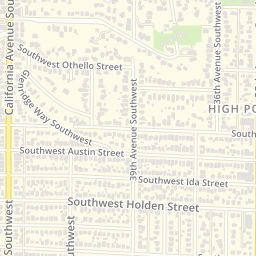 California Avenue Sou
Southwest Othello Street
Glenridge Way Southwest
36th Avenue Southwest
HIGH PO
South
39th Avenue Southwest
Southwest Austin Street
Southwest Ida Street
Southwest Holden Street
Southwest
Southwest